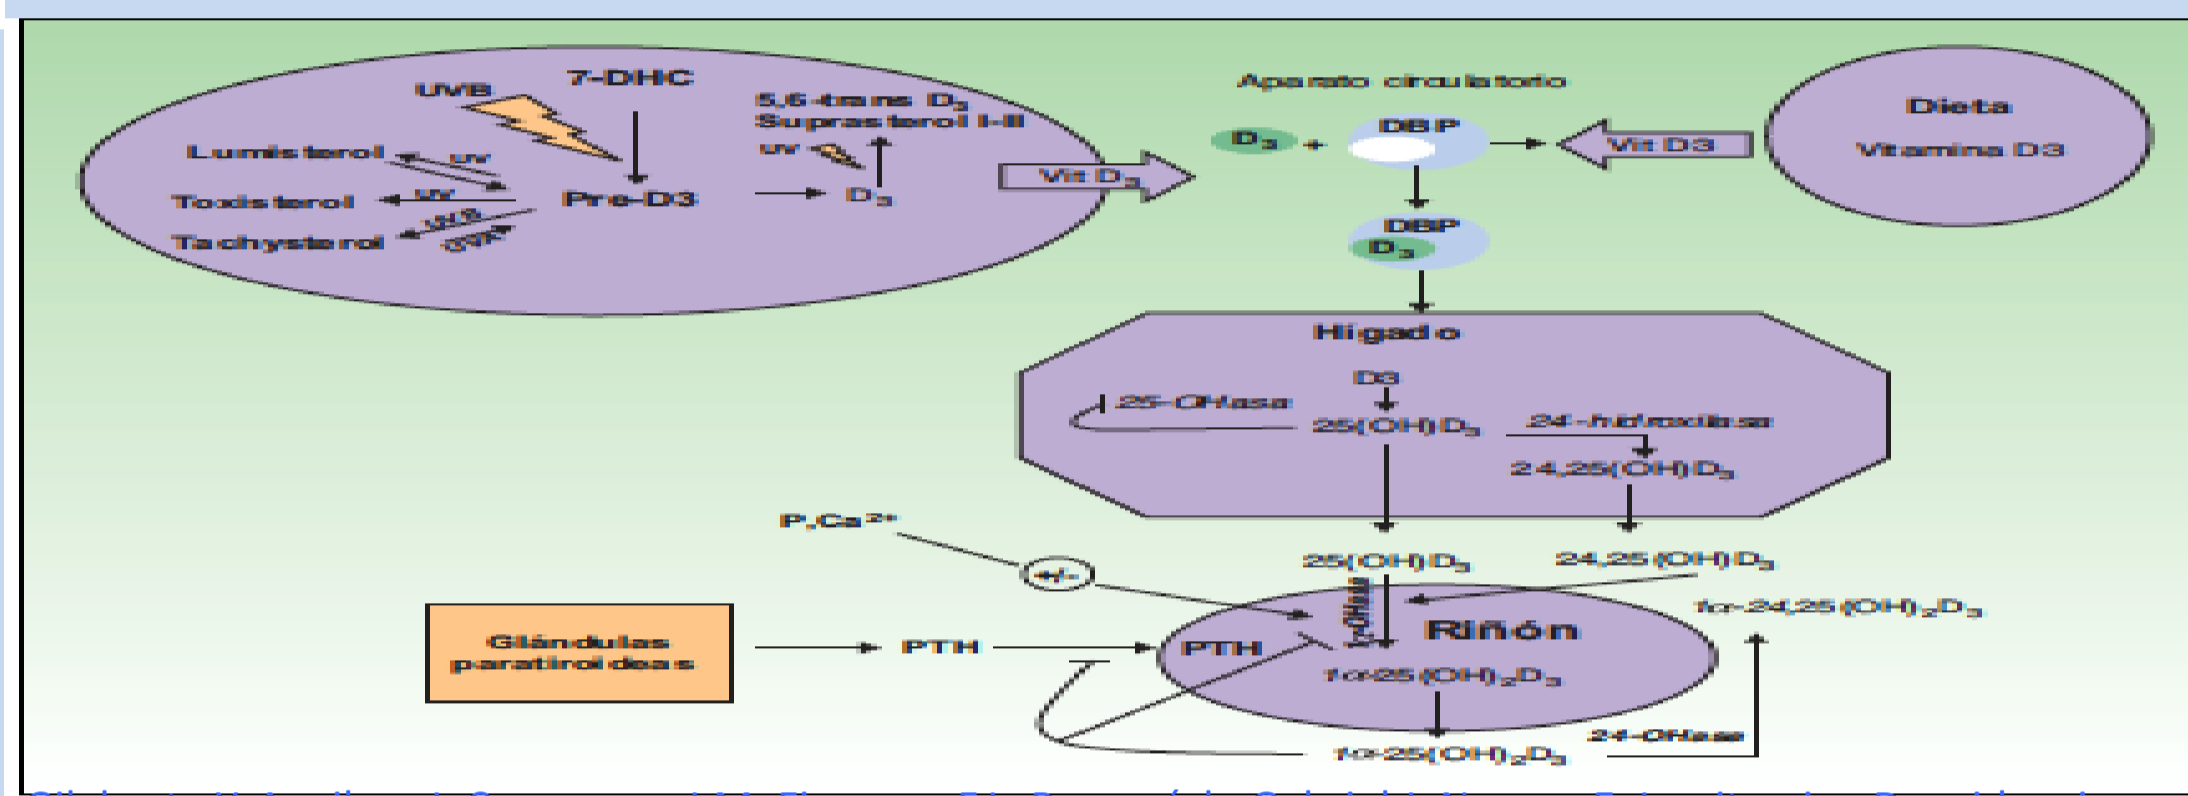 7-DHC
UVB
5,6-trans D₃
Suprasterol I-II
UV
Lumisterol
UV
Toxisterol
UV
Pre-D3
D₃
Tachysterol
UVB
Vit D₃
Aparato circulatorio
D₃ + DBP
Vit D3
Dieta
Vitamina D3
DBP
D₃
Hígado
D3
25-OHasa
25(OH)D₃
24-hidroxilasa
24,25(OH)D₃
P,Ca²⁺
+/-
25(OH)D₃
24,25(OH)D₃
1α-OHasa
1α-24,25(OH)₂D₃
Glándulas
paratiroideas
PTH
PTH
Riñón
1α-25(OH)₂D₃
24-OHasa
1α-25(OH)₂D₃